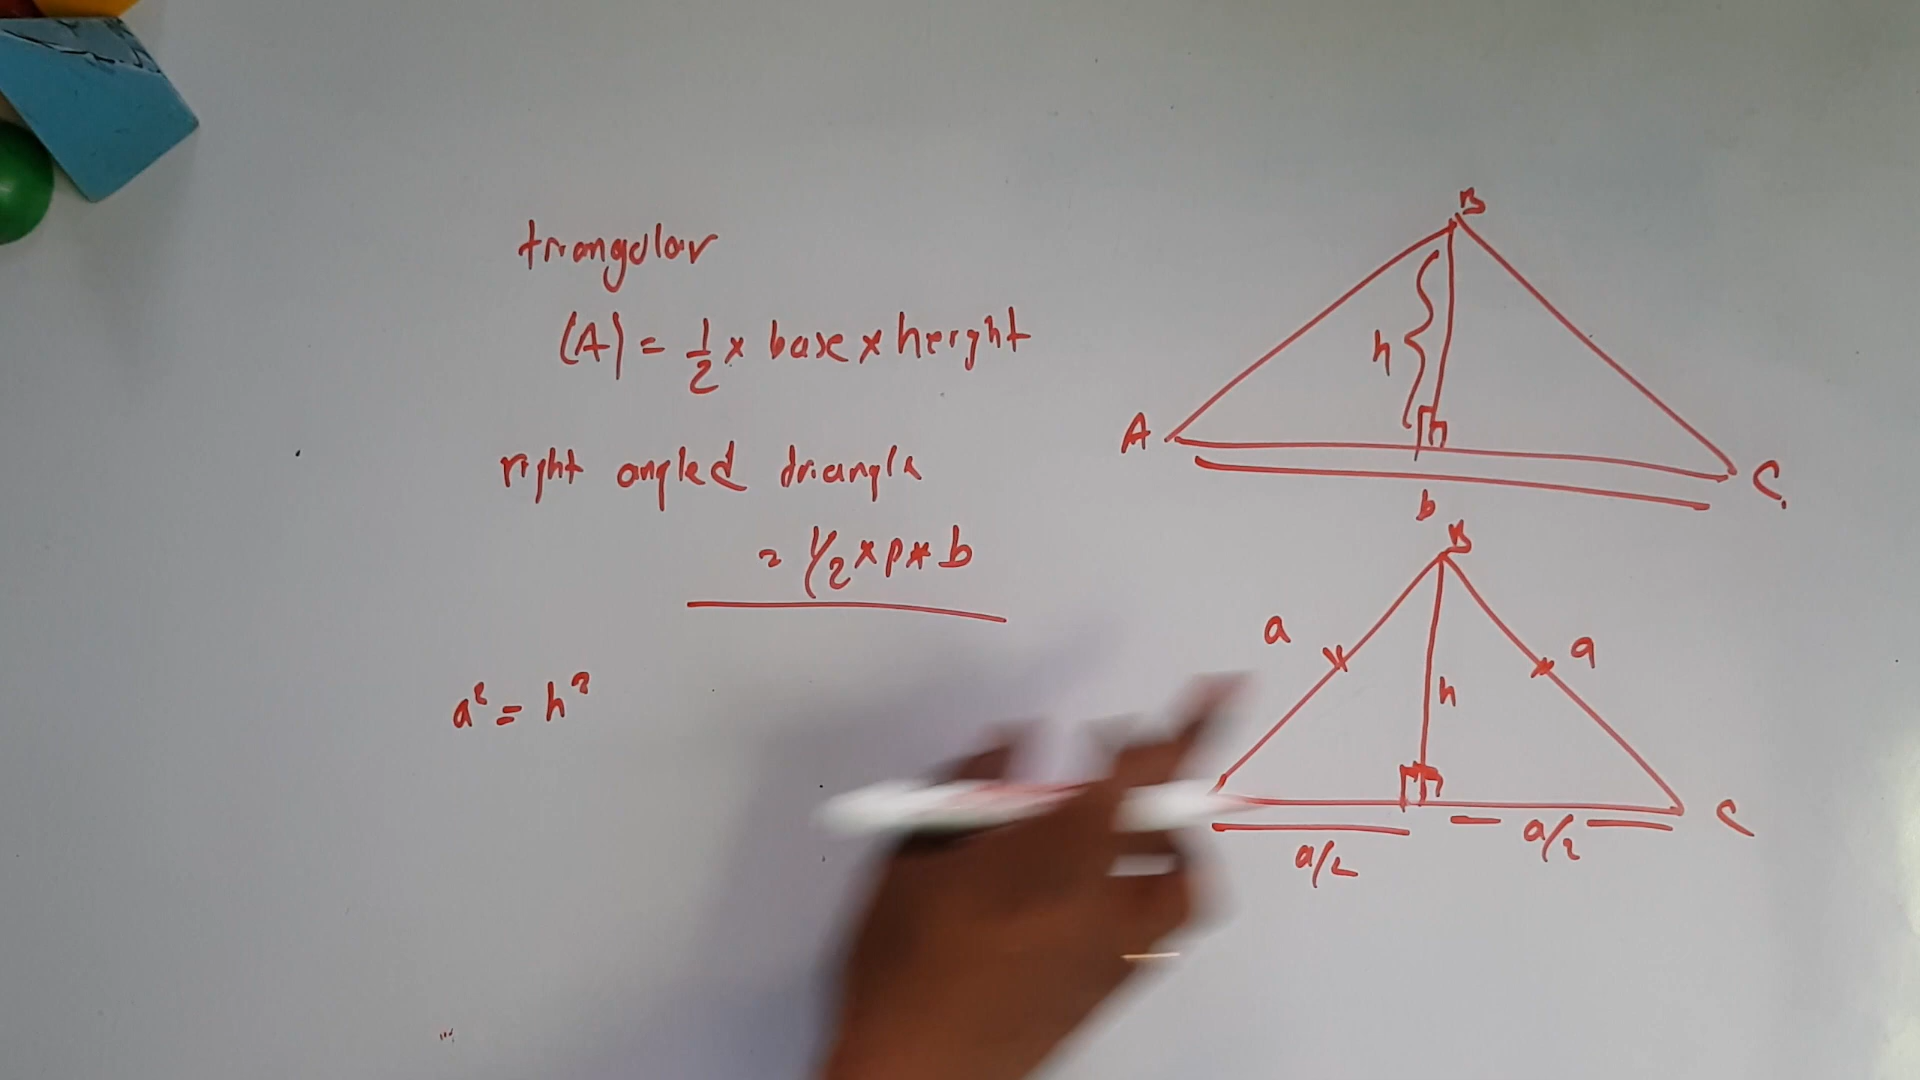 triangular
(A) = 1/2 × base × height
right angled triangle
= 1/2 × p × b
a² = h²
B
h
A
C.
b
B
a
a
h
C
a/2
a/2